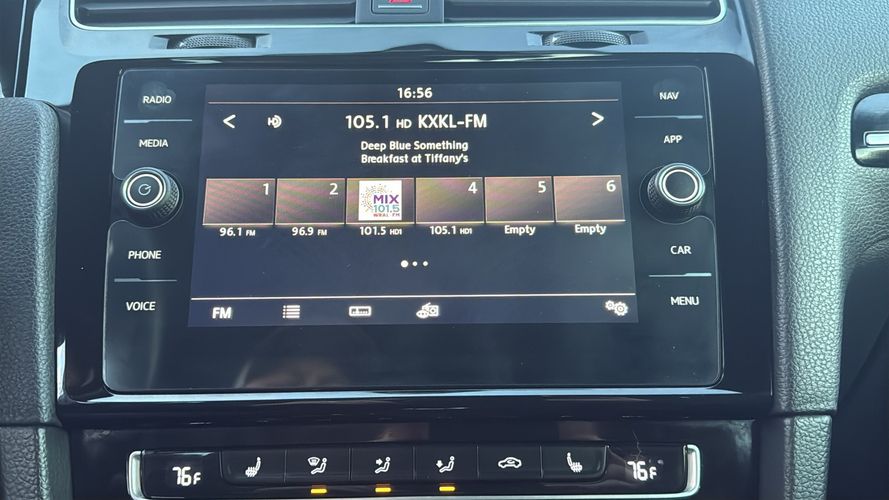 RADIO
MEDIA
PHONE
VOICE
16:56
105.1 HD KXKL-FM
Deep Blue Something
Breakfast at Tiffany's
1 2 4 5 6
MIX
101.5
WRAL·FM
96.1 FM 96.9 FM 101.5 HD1 105.1 HD1 Empty Empty
FM
NAV
APP
CAR
MENU
76F 76F